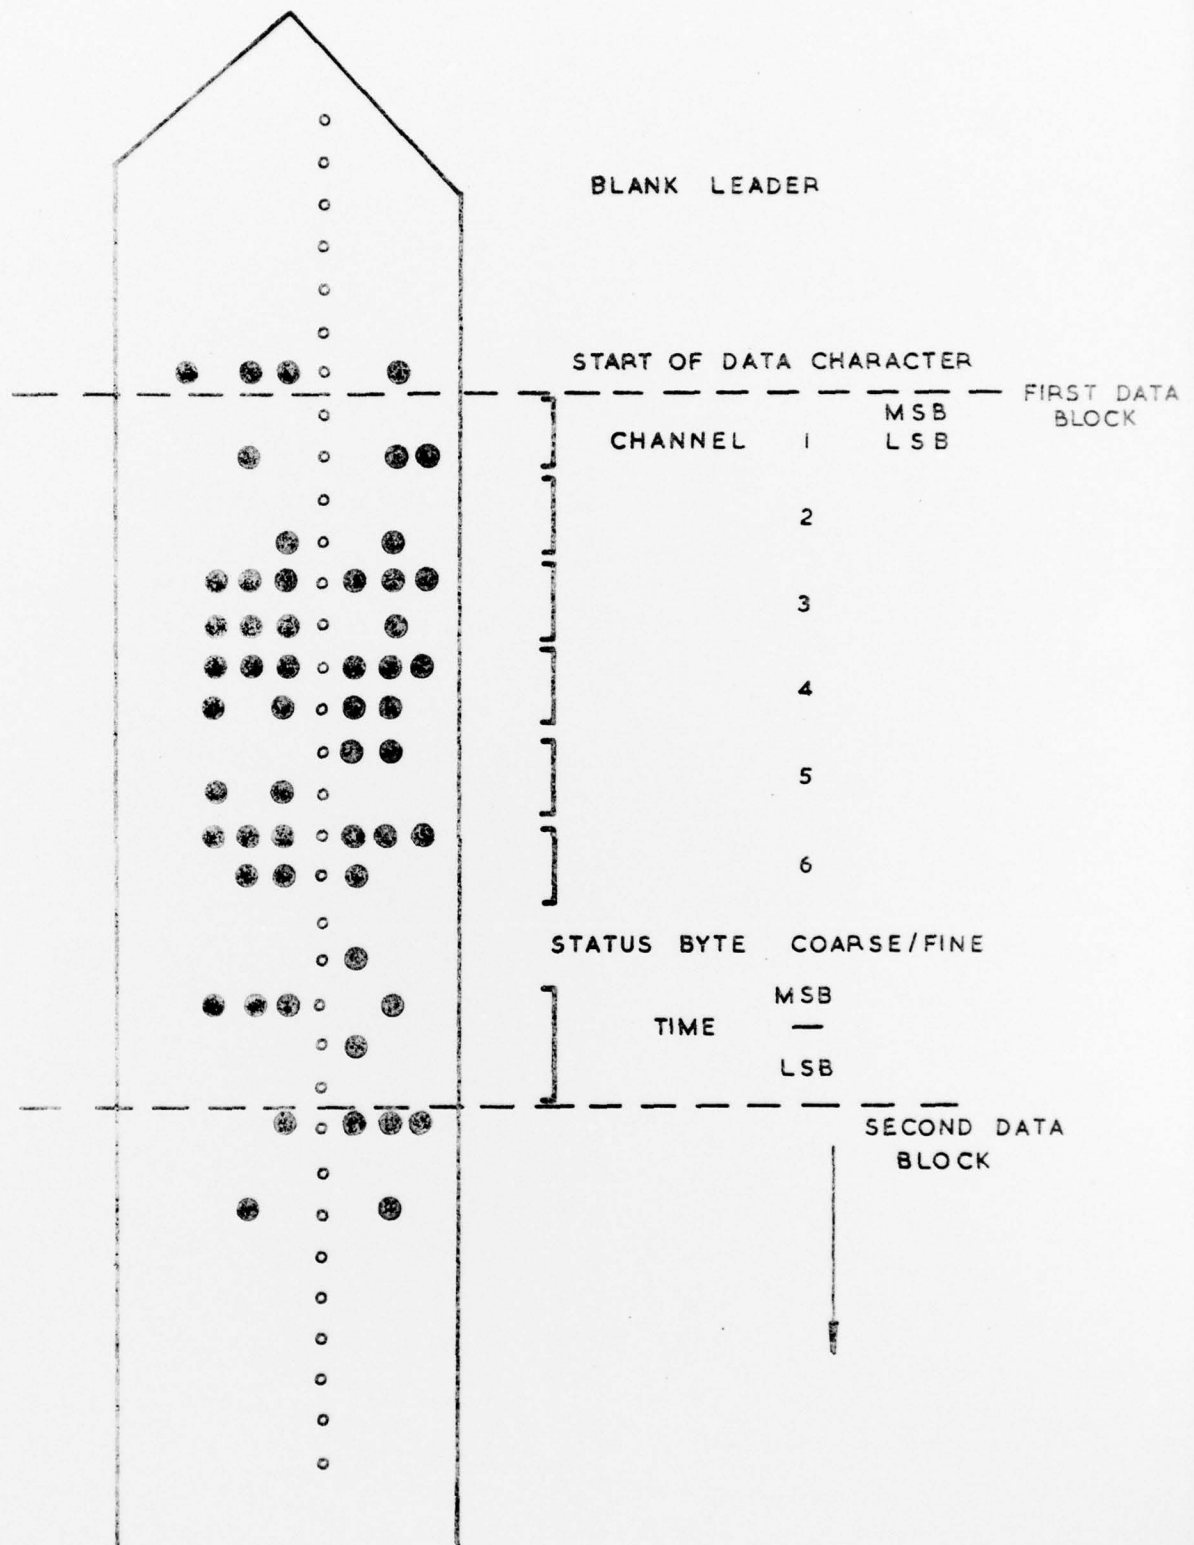 BLANK LEADER
START OF DATA CHARACTER
FIRST DATA
BLOCK
MSB
CHANNEL 1 LSB
2
3
4
5
6
STATUS BYTE COARSE/FINE
MSB
TIME —
LSB
SECOND DATA
BLOCK